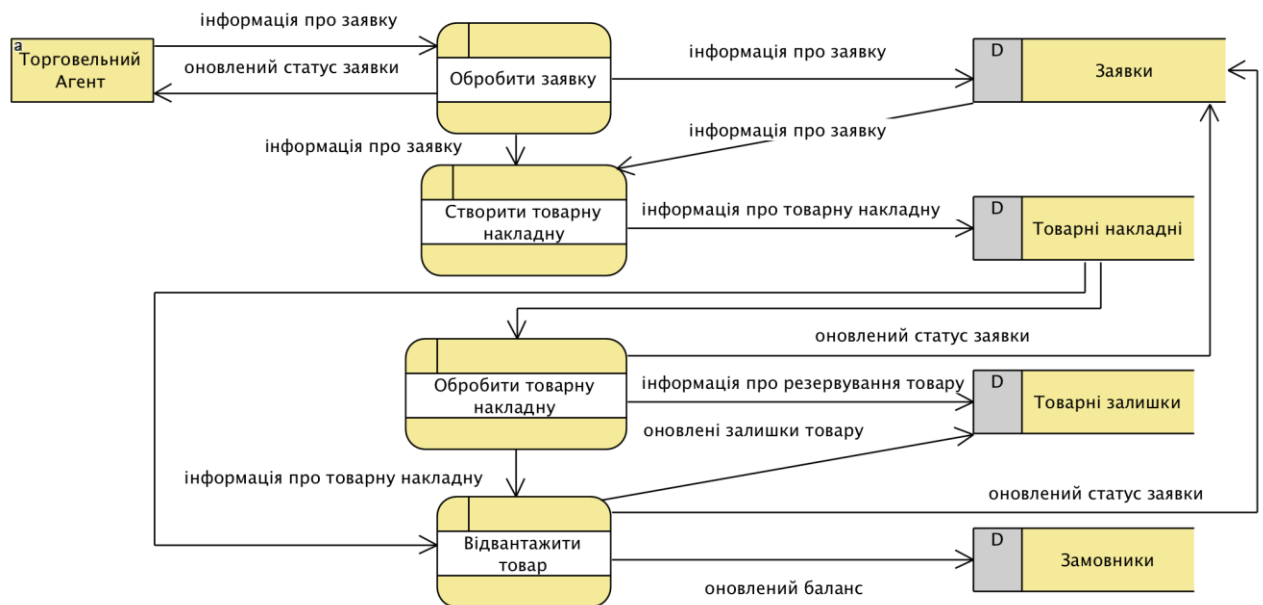 інформація про заявку
a
Торговельний
Агент
оновлений статус заявки
Обробити заявку
інформація про заявку
D
Заявки
інформація про заявку
інформація про заявку
Створити товарну
накладну
інформація про товарну накладну
D
Товарні накладні
оновлений статус заявки
Обробити товарну
накладну
інформація про резервування товару
D
Товарні залишки
оновлені залишки товару
інформація про товарну накладну
оновлений статус заявки
Відвантажити
товар
D
Замовники
оновлений баланс